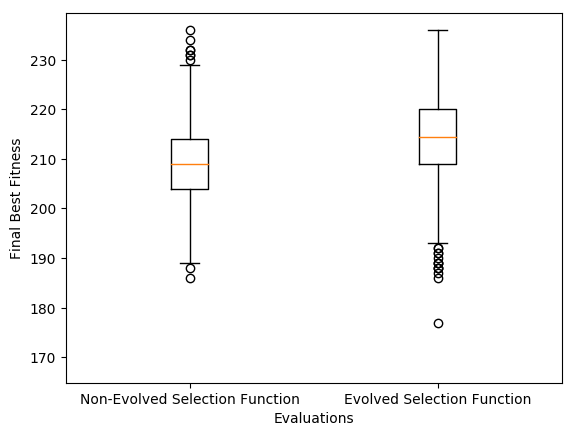 230
220
210
200
190
180
170
Final Best Fitness
Non-Evolved Selection Function
Evolved Selection Function
Evaluations